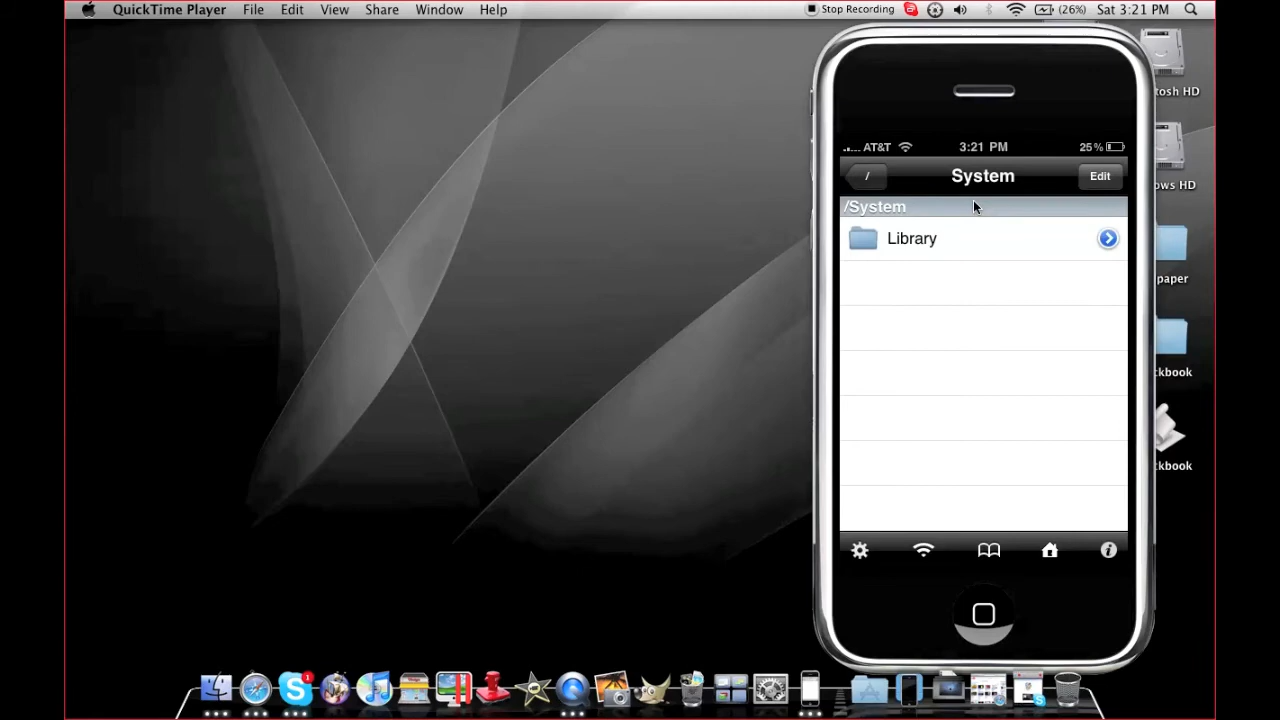 QuickTime Player File Edit View Share Window Help Stop Recording (26%) Sat 3:21 PM
tosh HD
AT&T 3:21 PM 25%
/ System Edit
/System
ows HD
Library
paper
ckbook
ckbook
1